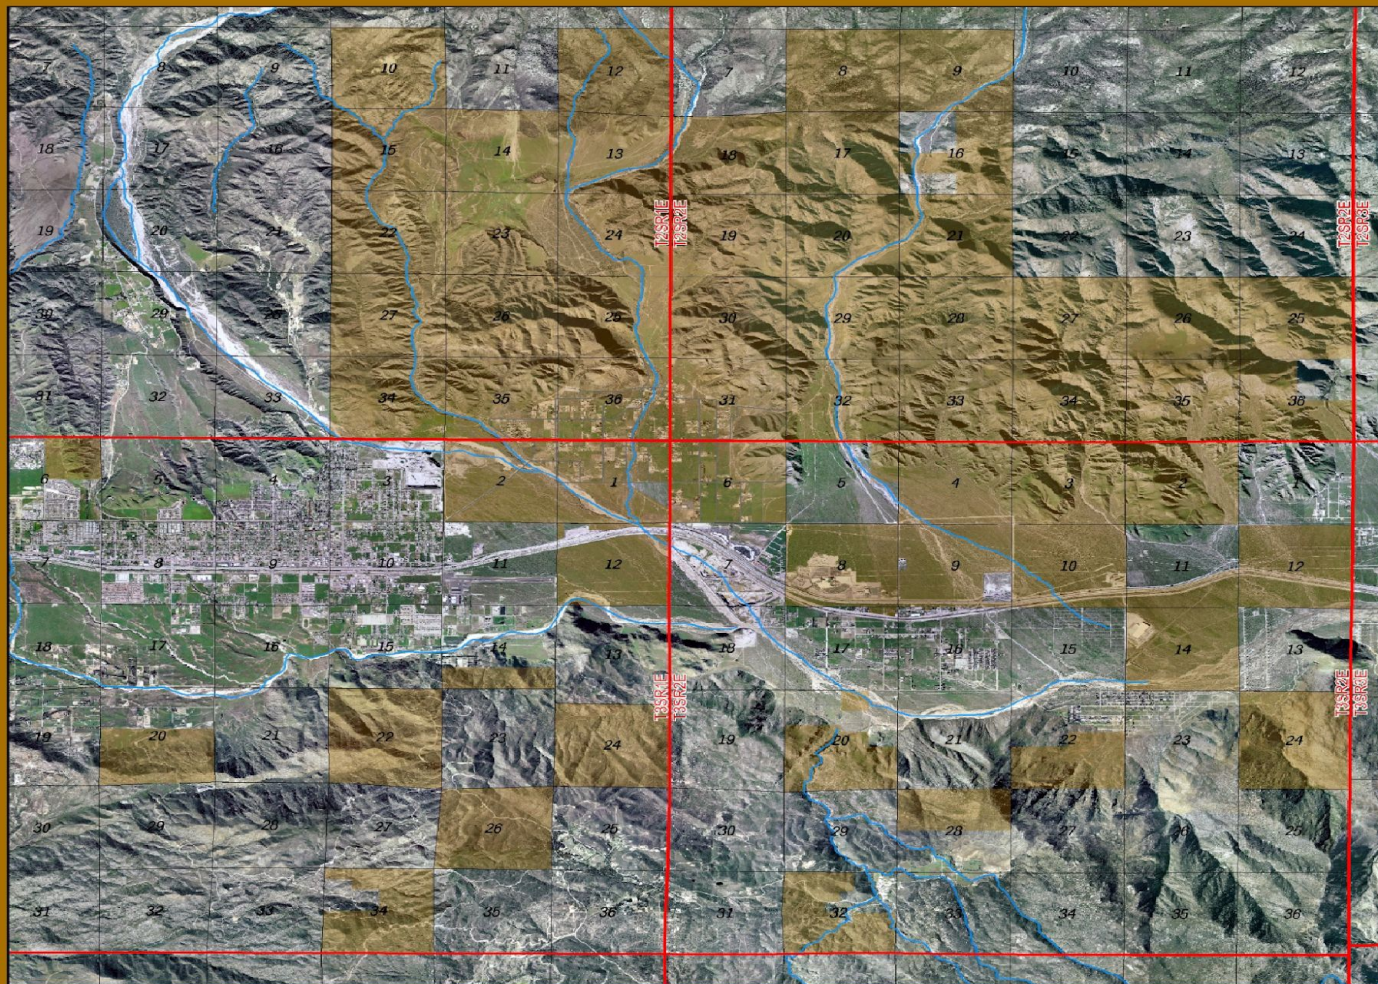 7 8 9 10 11 12 7 8 9 10 11 12
18 17 16 15 14 13 18 17 16 15 14 13
T2SR1E T2SR2E T2SR2E T2SR3E
19 20 21 22 23 24 19 20 21 22 23 24
30 29 28 27 26 25 30 29 28 27 26 25
31 32 33 34 35 36 31 32 33 34 35 36
6 5 4 3 2 1 6 5 4 3 2 1
7 8 9 10 11 12 7 8 9 10 11 12
18 17 16 15 14 13 18 17 16 15 14 13
T3SR1E T3SR2E T3SR2E T3SR3E
19 20 21 22 23 24 19 20 21 22 23 24
30 29 28 27 26 25 30 29 28 27 26 25
31 32 33 34 35 36 31 32 33 34 35 36